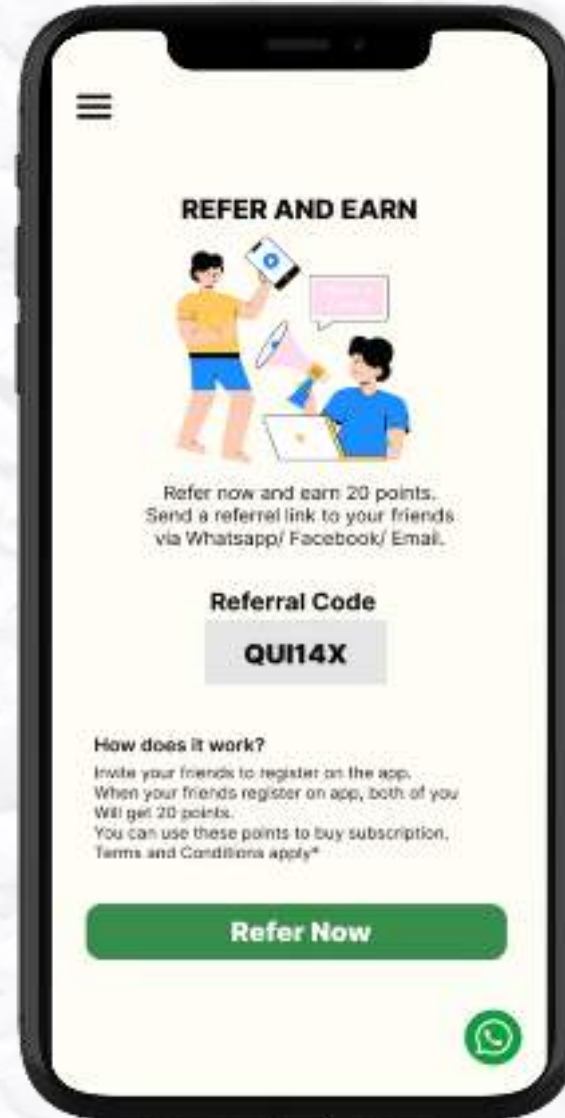 REFER AND EARN
Refer now and earn 20 points.
Send a referrel link to your friends
via Whatsapp/ Facebook/ Email.
Referral Code
QUI14X
How does it work?
Invite your friends to register on the app.
When your friends register on app, both of you
Will get 20 points.
You can use these points to buy subscription.
Terms and Conditions apply*
Refer Now